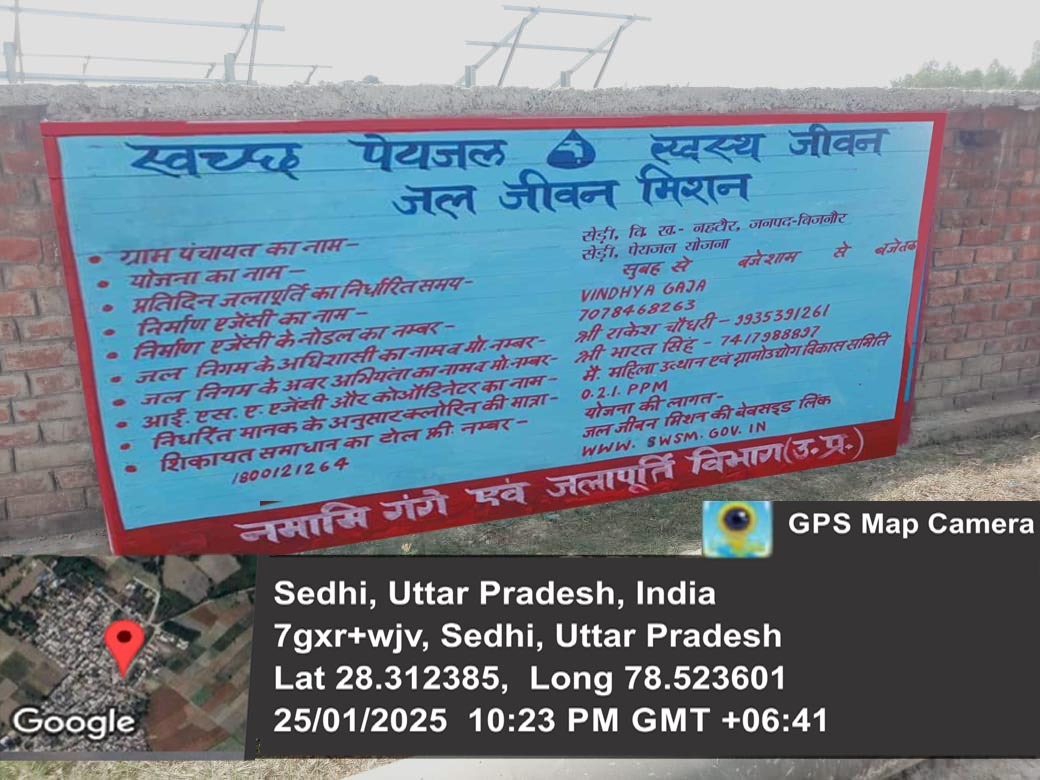 स्वच्छ पेयजल स्वस्थ जीवन
जल जीवन मिशन
• ग्राम पंचायत का नाम–
सेड़ी, वि. ख.- नहटौर, जनपद-बिजनौर
• योजना का नाम–
सेड़ी, पेयजल योजना
• प्रतिदिन जलापूर्ति का निर्धारित समय–
सुबह से बजे शाम से बजे तक
• निर्माण एजेंसी का नाम–
VINDHYA GAJA
• निर्माण एजेंसी के नोडल का नम्बर–
7078468263
• जल निगम के अधिशासी का नाम व मो. नम्बर-
श्री राकेश चौधरी – 9935391261
• जल निगम के अवर अभियंता का नाम व मो. नम्बर-
श्री भारत सिंह - 7417988897
• आई. एस. ए. एजेंसी और कोऑर्डिनेटर का नाम-
मै. महिला उत्थान एवं ग्रामोउद्योग विकास समिति
• निर्धारित मानक के अनुसार क्लोरिन की मात्रा-
0.2.1. PPM
• शिकायत समाधान का टोल फ्री नम्बर–
1800121264
योजना की लागत-
जल जीवन मिशन की वेबसाइड लिंक
WWW. SWSM. GOV. IN
नमामि गंगे एवं जलापूर्ति विभाग (उ.प्र.)
GPS Map Camera
Sedhi, Uttar Pradesh, India
7gxr+wjv, Sedhi, Uttar Pradesh
Lat 28.312385, Long 78.523601
25/01/2025 10:23 PM GMT +06:41
Google